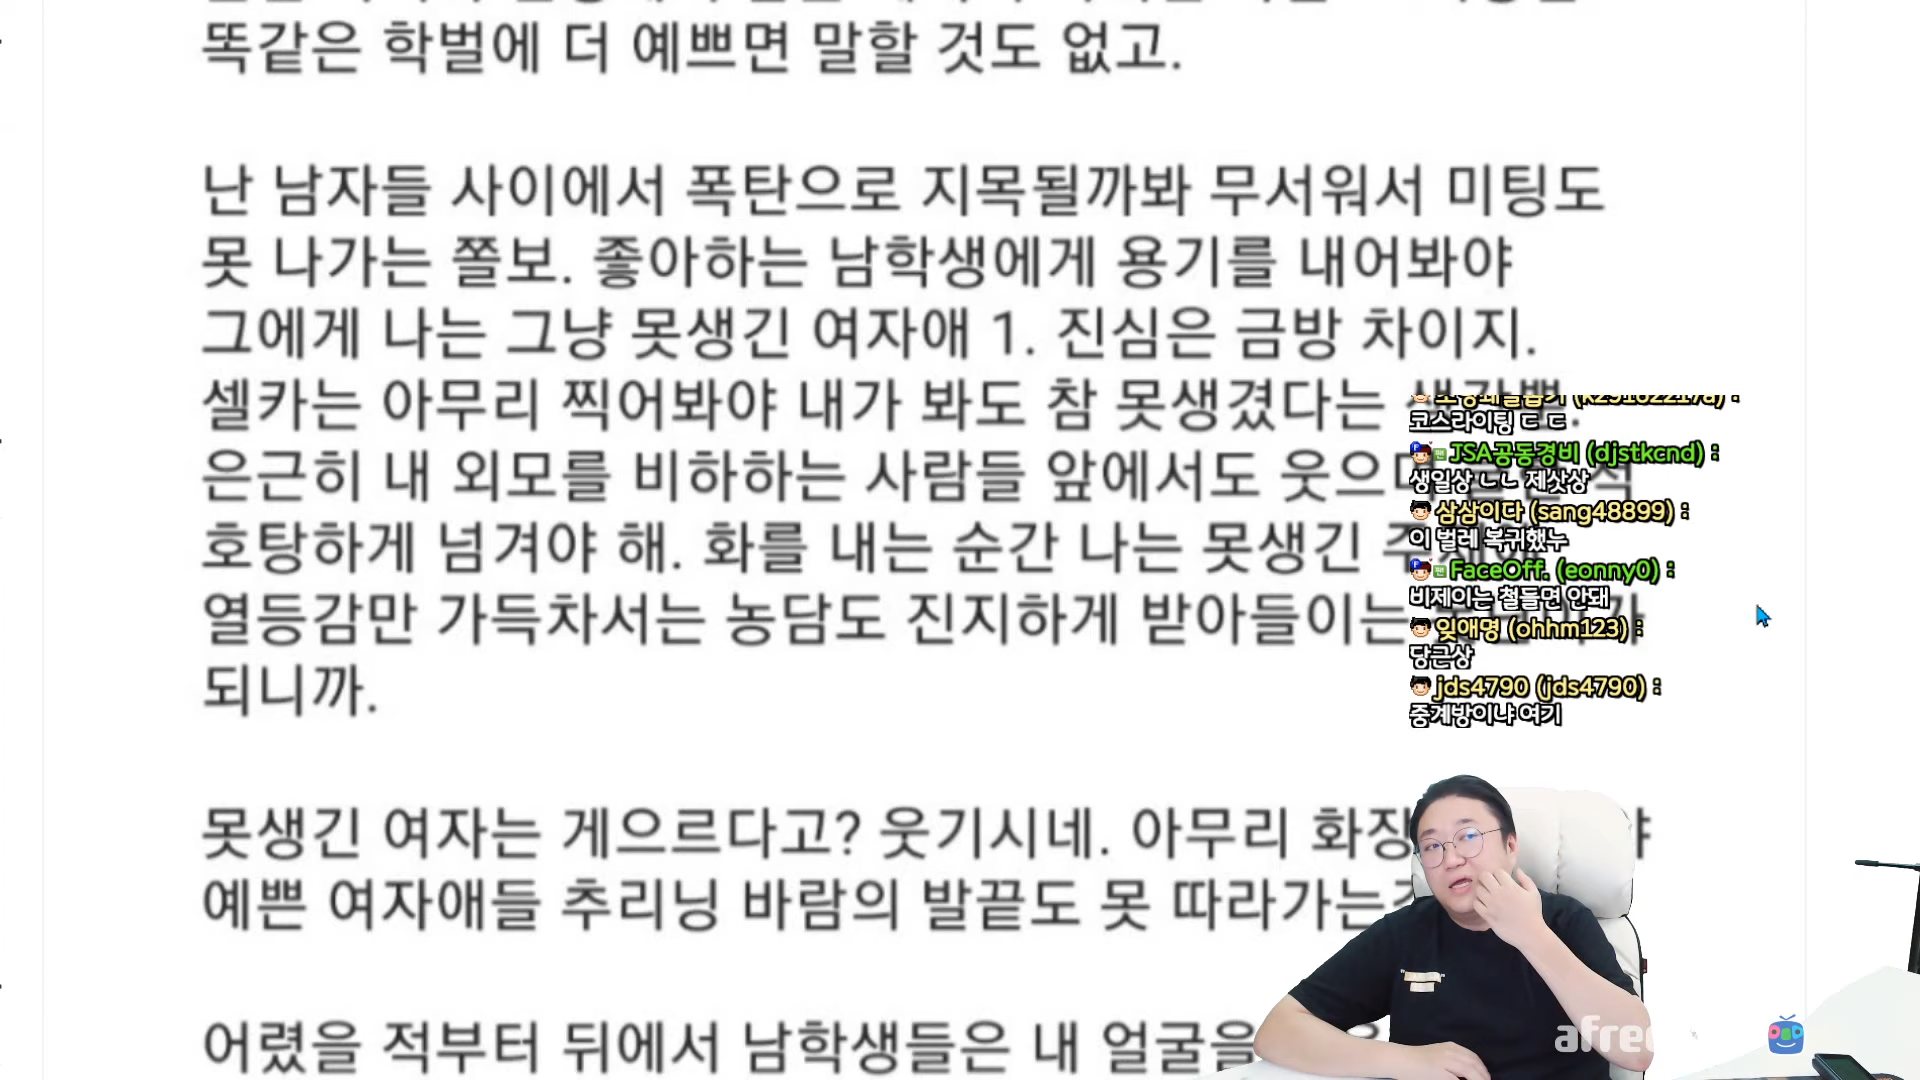 똑같은 학벌에 더 예쁘면 말할 것도 없고.
난 남자들 사이에서 폭탄으로 지목될까봐 무서워서 미팅도
못 나가는 쫄보. 좋아하는 남학생에게 용기를 내어봐야
그에게 나는 그냥 못생긴 여자애 1. 진심은 금방 차이지.
셀카는 아무리 찍어봐야 내가 봐도 참 못생겼다는
은근히 내 외모를 비하하는 사람들 앞에서도 웃으며
호탕하게 넘겨야 해. 화를 내는 순간 나는 못생긴
열등감만 가득차서는 농담도 진지하게 받아들이는
되니까.
못생긴 여자는 게으르다고? 웃기시네. 아무리
예쁜 여자애들 추리닝 바람의 발끝도 못 따라가는
어렸을 적부터 뒤에서 남학생들은 내 얼굴을
코스라이팅 ㄷ ㄷ
JSA공동경비 (djstkcnd) :
생일상 ㄴㄴ 제삿상
삼삼이다 (sang48899) :
이 벌레 복귀했누
FaceOff. (eonny0) :
비제이는 철들면 안돼
잊애명 (ohhm123) :
당근상
jds4790 (jds4790) :
중계방이냐 여기